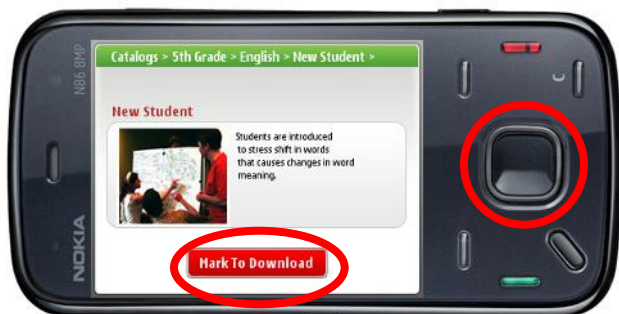 N86 8MP
NOKIA
Catalogs > 5th Grade > English > New Student >
New Student
Students are introduced
to stress shift in words
that causes changes in word
meaning.
Mark To Download